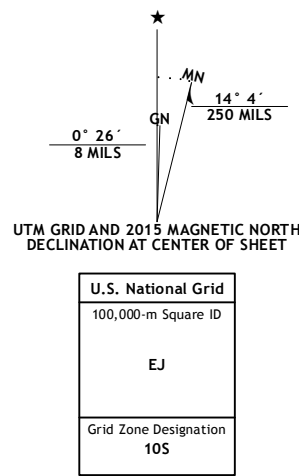 ★
MN
GN
14° 4´
250 MILS
0° 26´
8 MILS
UTM GRID AND 2015 MAGNETIC NORTH
DECLINATION AT CENTER OF SHEET
U.S. National Grid
100,000-m Square ID
EJ
Grid Zone Designation
10S